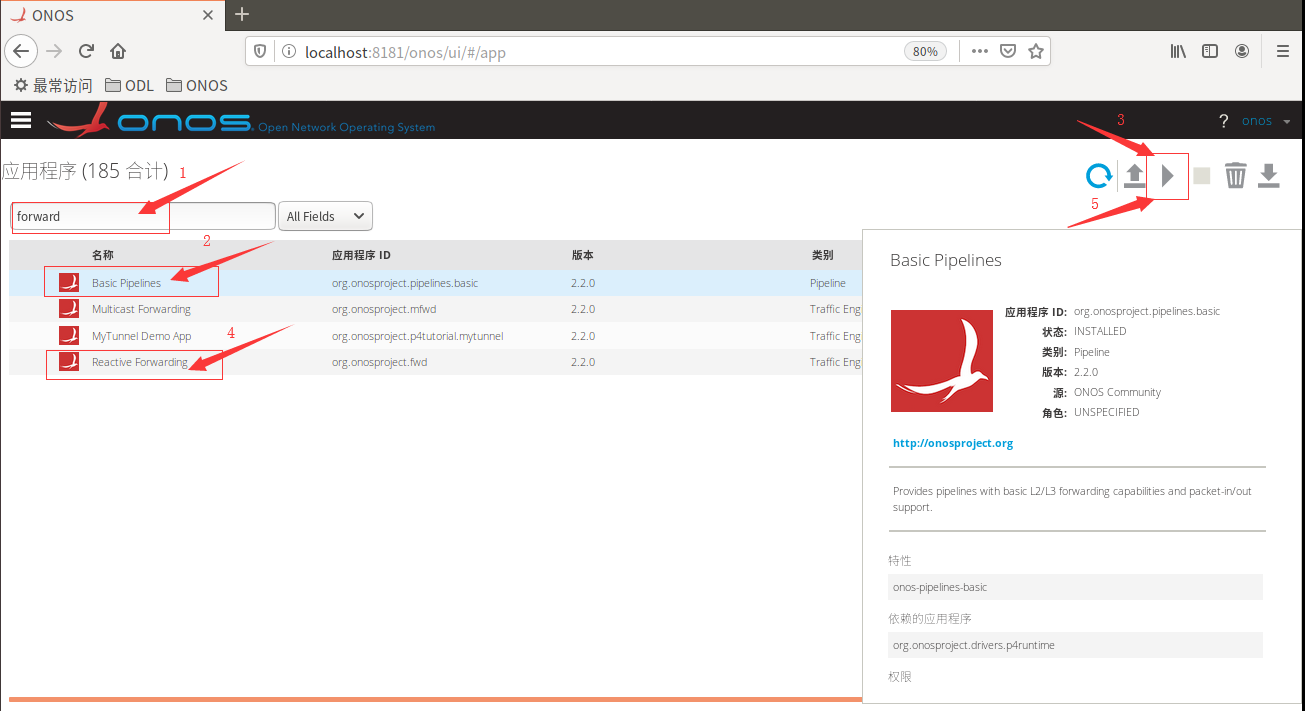 ONOS
localhost:8181/onos/ui/#/app
80%
最常访问 ODL ONOS
onos Open Network Operating System
? onos
3
应用程序 (185 合计) 1
5
forward
All Fields
2
名称 应用程序 ID 版本 类别
Basic Pipelines org.onosproject.pipelines.basic 2.2.0 Pipeline
Multicast Forwarding org.onosproject.mfwd 2.2.0 Traffic Eng
4
MyTunnel Demo App org.onosproject.p4tutorial.mytunnel 2.2.0 Traffic Eng
Reactive Forwarding org.onosproject.fwd 2.2.0 Traffic Eng
Basic Pipelines
应用程序 ID: org.onosproject.pipelines.basic
状态: INSTALLED
类别: Pipeline
版本: 2.2.0
源: ONOS Community
角色: UNSPECIFIED
http://onosproject.org
Provides pipelines with basic L2/L3 forwarding capabilities and packet-in/out
support.
特性
onos-pipelines-basic
依赖的应用程序
org.onosproject.drivers.p4runtime
权限